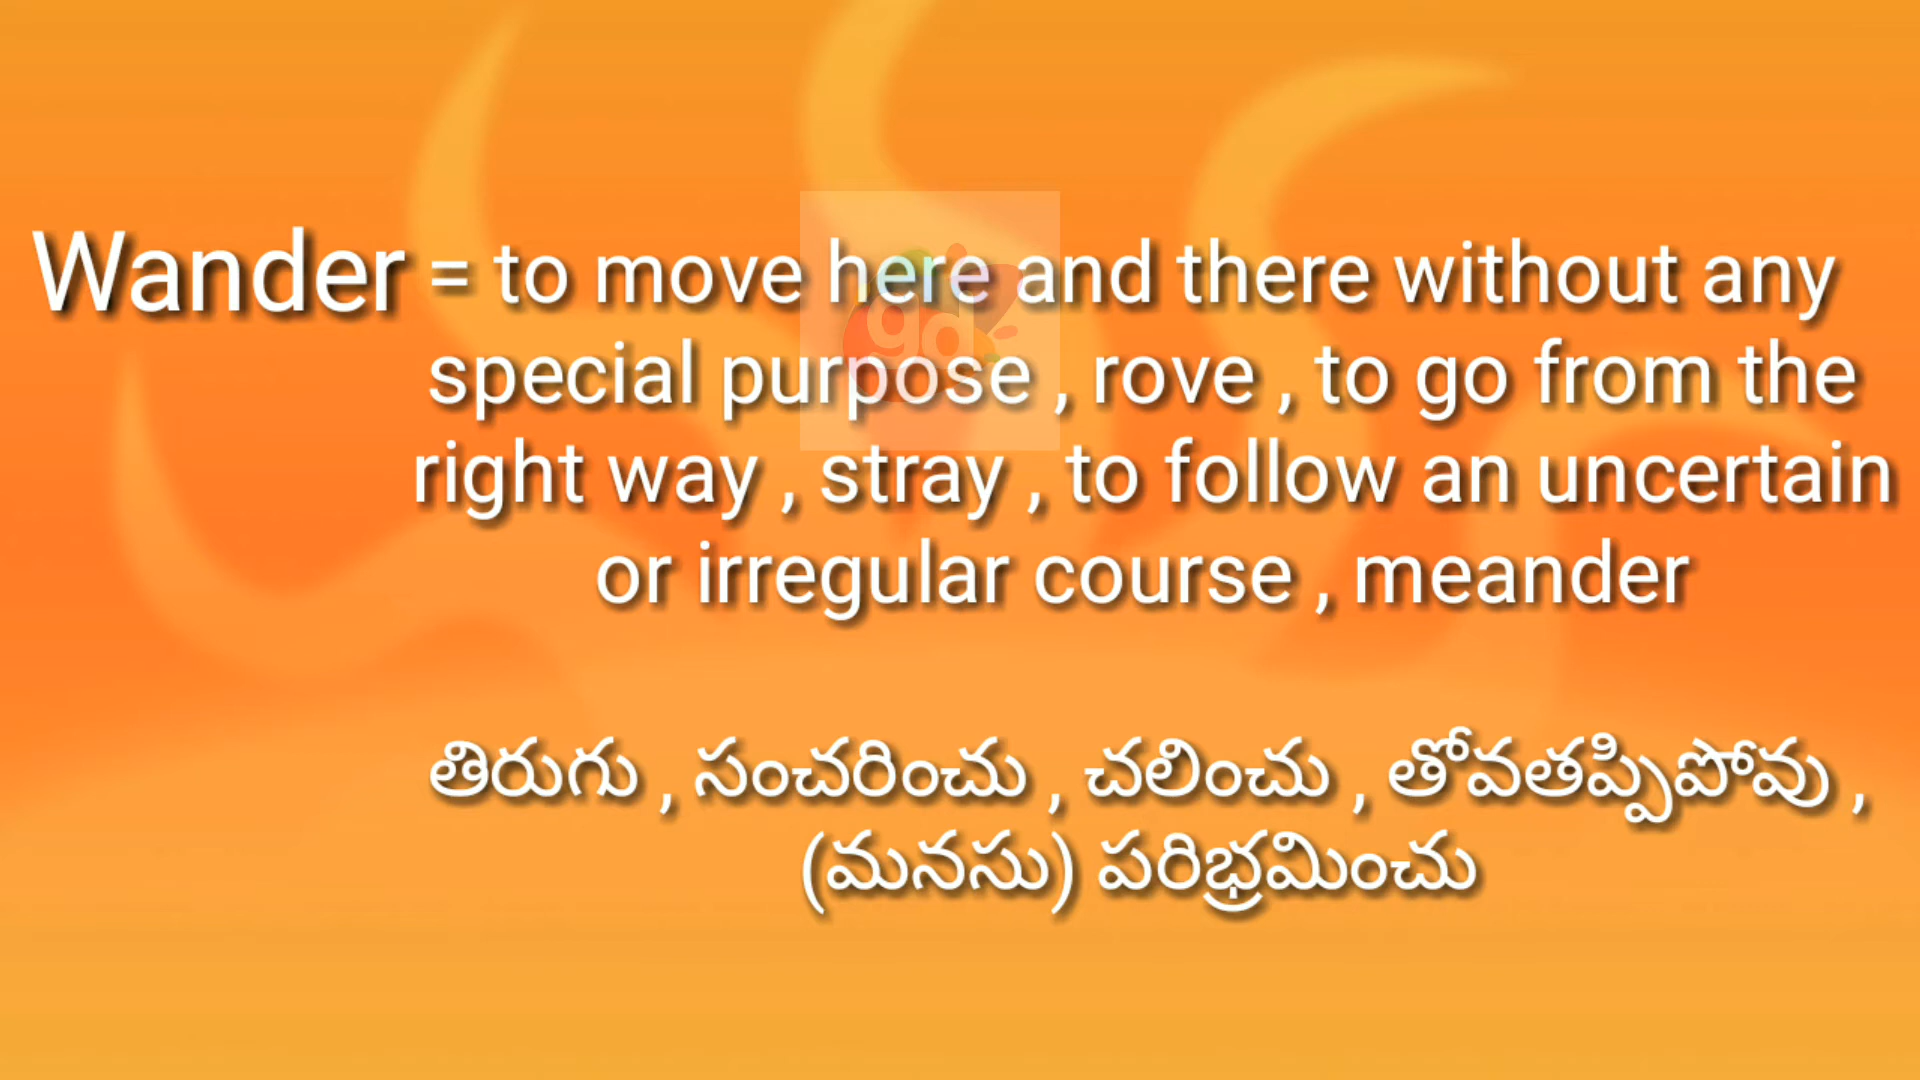 Wander = to move here and there without any
special purpose , rove , to go from the
right way , stray , to follow an uncertain
or irregular course , meander
తిరుగు , సంచరించు , చలించు , తోవతప్పిపోవు ,
(మనసు) పరిభ్రమించు
gd